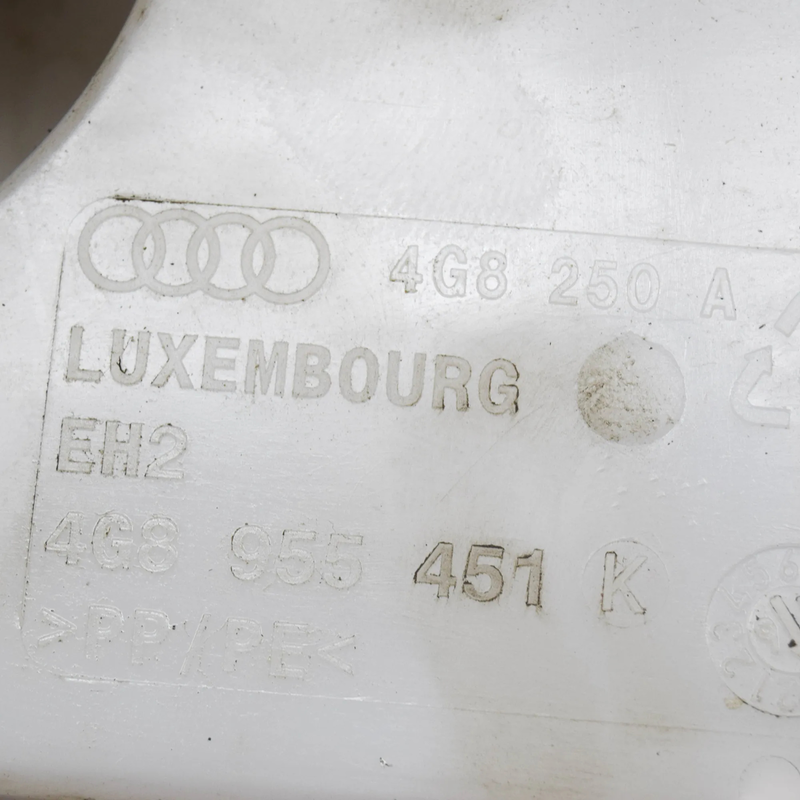 4G8 250 A
LUXEMBOURG
EH2
4G8 955 451 K
>PP/PE<